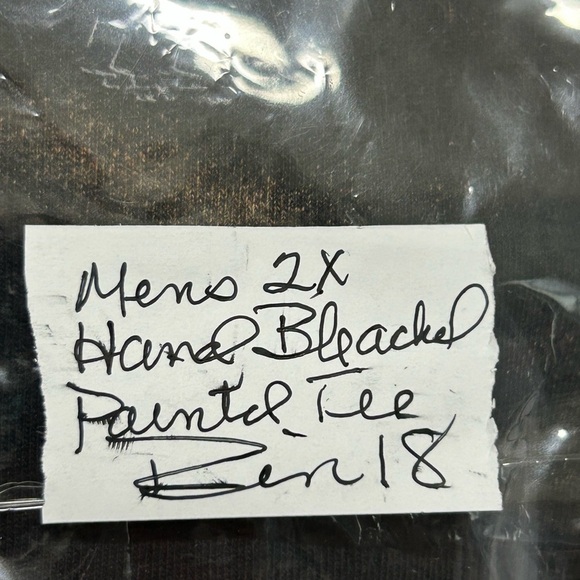 Mens 2X
Hand Bleached
Painted Tee
Bin 18